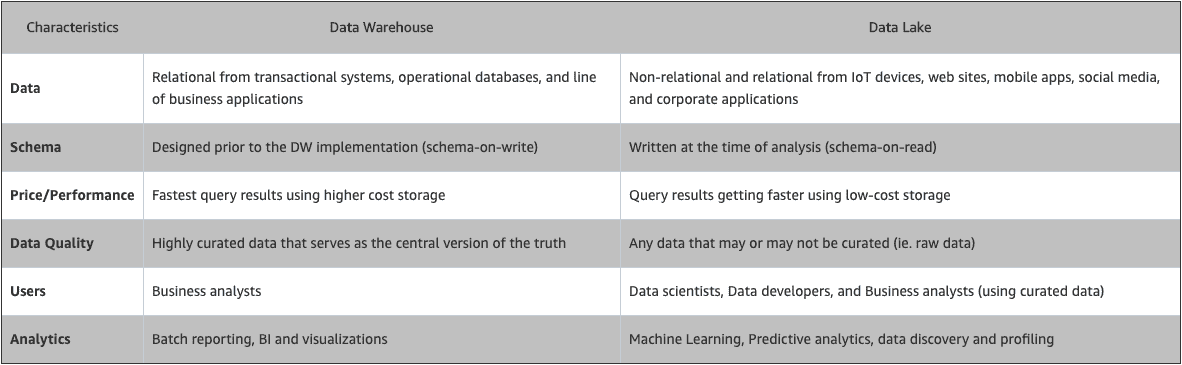 Characteristics Data Warehouse Data Lake
Data
Relational from transactional systems, operational databases, and line
of business applications
Non-relational and relational from IoT devices, web sites, mobile apps, social media,
and corporate applications
Schema
Designed prior to the DW implementation (schema-on-write)
Written at the time of analysis (schema-on-read)
Price/Performance
Fastest query results using higher cost storage
Query results getting faster using low-cost storage
Data Quality
Highly curated data that serves as the central version of the truth
Any data that may or may not be curated (ie. raw data)
Users
Business analysts
Data scientists, Data developers, and Business analysts (using curated data)
Analytics
Batch reporting, BI and visualizations
Machine Learning, Predictive analytics, data discovery and profiling